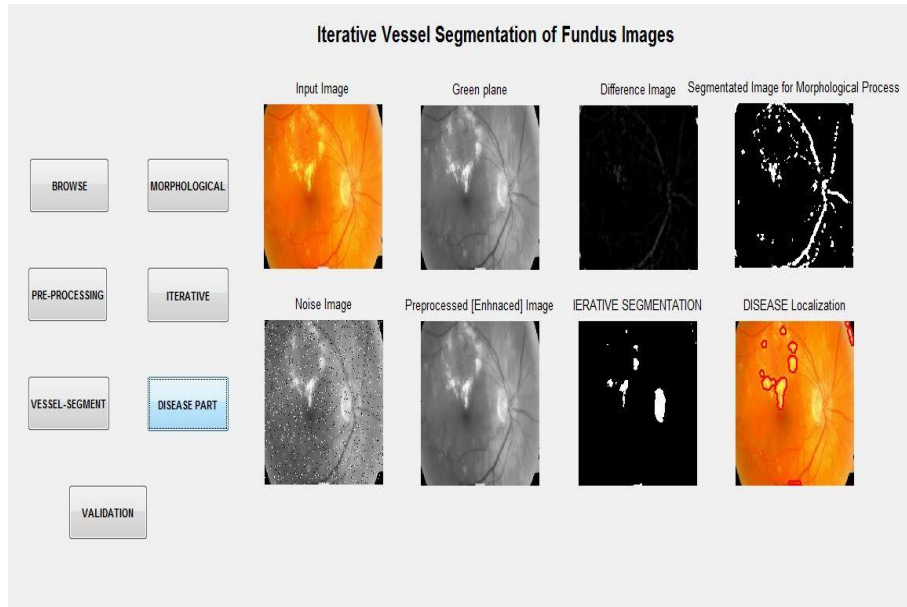 Iterative Vessel Segmentation of Fundus Images
Input Image
Green plane
Difference Image
Segmentated Image for Morphological Process
BROWSE
MORPHOLOGICAL
PRE-PROCESSING
ITERATIVE
Noise Image
Preprocessed [Enhnaced] Image
IERATIVE SEGMENTATION
DISEASE Localization
VESSEL-SEGMENT
DISEASE PART
VALIDATION